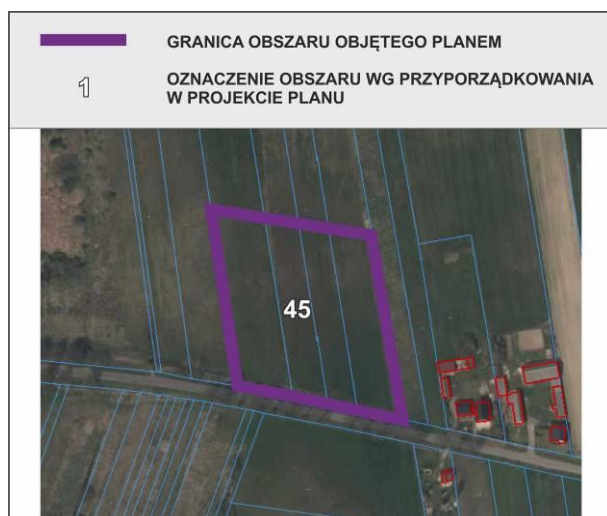 GRANICA OBSZARU OBJĘTEGO PLANEM
1
OZNACZENIE OBSZARU WG PRZYPORZĄDKOWANIA
W PROJEKCIE PLANU
45